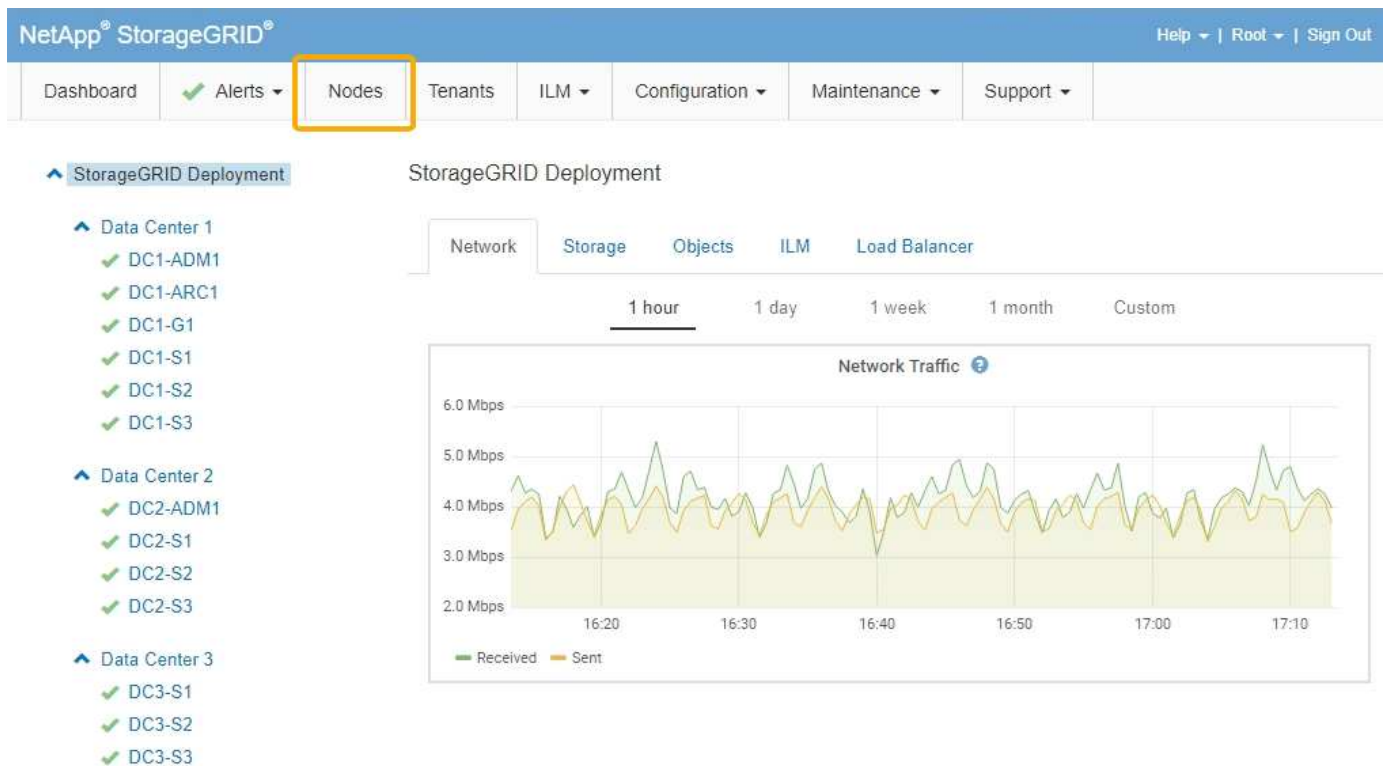 NetApp® StorageGRID®
Help | Root | Sign Out
Dashboard Alerts Nodes Tenants ILM Configuration Maintenance Support
StorageGRID Deployment
Data Center 1
DC1-ADM1
DC1-ARC1
DC1-G1
DC1-S1
DC1-S2
DC1-S3
Data Center 2
DC2-ADM1
DC2-S1
DC2-S2
DC2-S3
Data Center 3
DC3-S1
DC3-S2
DC3-S3
StorageGRID Deployment
Network Storage Objects ILM Load Balancer
1 hour 1 day 1 week 1 month Custom
Network Traffic ?
6.0 Mbps
5.0 Mbps
4.0 Mbps
3.0 Mbps
2.0 Mbps
16:20 16:30 16:40 16:50 17:00 17:10
Received Sent